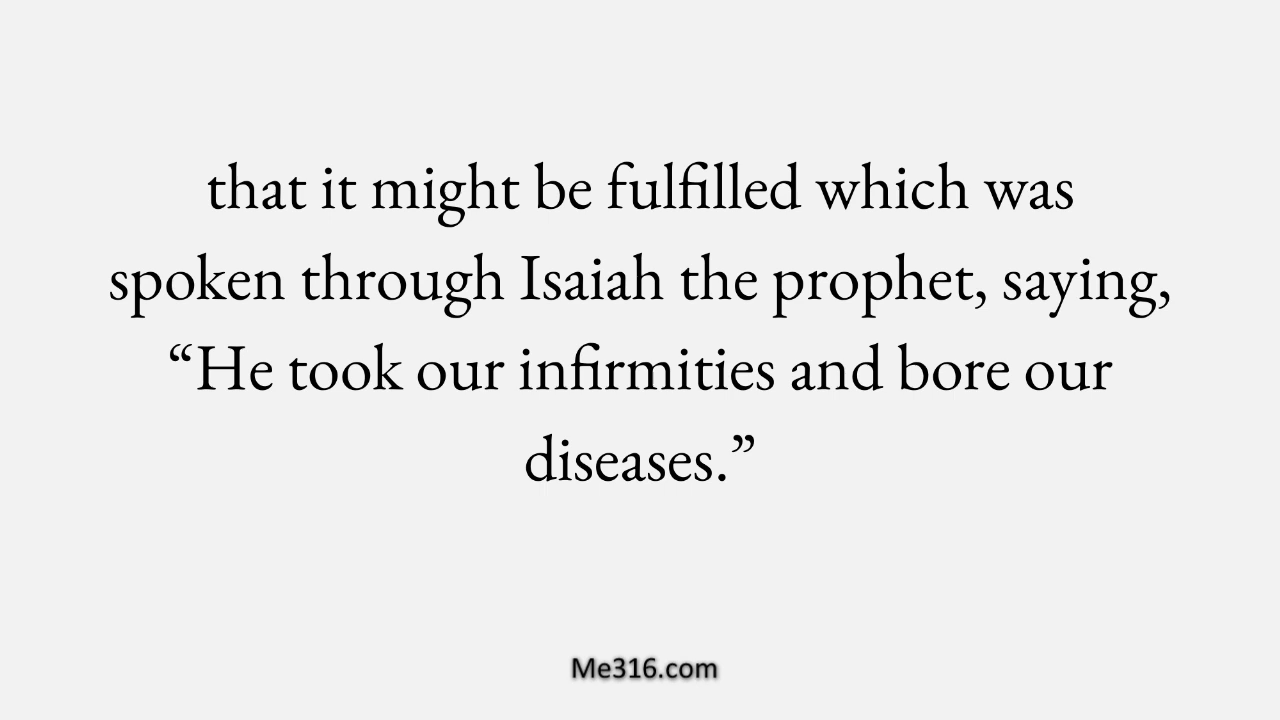 that it might be fulfilled which was
spoken through Isaiah the prophet, saying,
“He took our infirmities and bore our
diseases.”
Me316.com